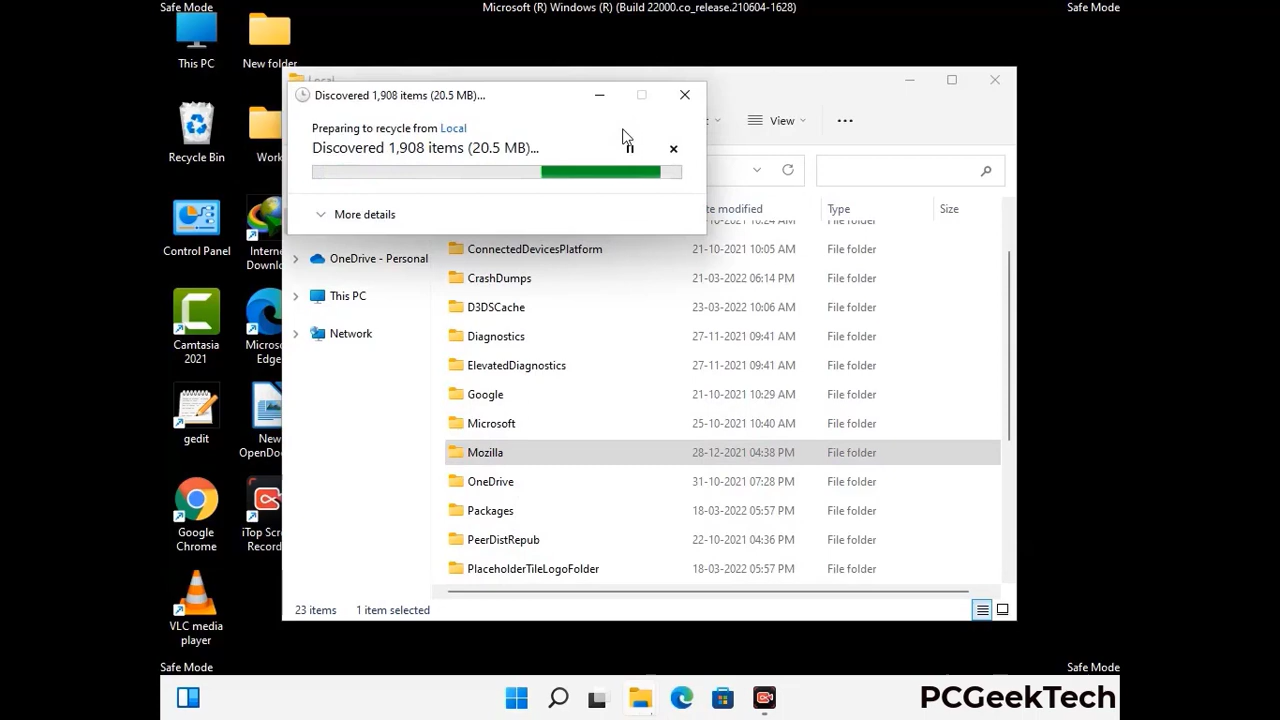 Safe Mode
Microsoft (R) Windows (R) (Build 22000.co_release.210604-1628)
Safe Mode
This PC
New folder
Recycle Bin
Work
Control Panel
Camtasia
2021
Edge
gedit
New
Google
Chrome
VLC media
player
Local
Discovered 1,908 items (20.5 MB)...
Preparing to recycle from Local
Discovered 1,908 items (20.5 MB)...
More details
View
Type
Size
OneDrive - Personal
This PC
Network
File folder
ConnectedDevicesPlatform 21-10-2021 10:05 AM File folder
CrashDumps 21-03-2022 06:14 PM File folder
D3DSCache 23-03-2022 10:06 AM File folder
Diagnostics 27-11-2021 09:41 AM File folder
ElevatedDiagnostics 27-11-2021 09:41 AM File folder
Google 21-10-2021 10:29 AM File folder
Microsoft 25-10-2021 10:40 AM File folder
Mozilla 28-12-2021 04:38 PM File folder
OneDrive 31-10-2021 07:28 PM File folder
Packages 18-03-2022 05:57 PM File folder
PeerDistRepub 22-10-2021 04:36 PM File folder
PlaceholderTileLogoFolder 18-03-2022 05:57 PM File folder
23 items 1 item selected
Safe Mode
Safe Mode
PCGeekTech